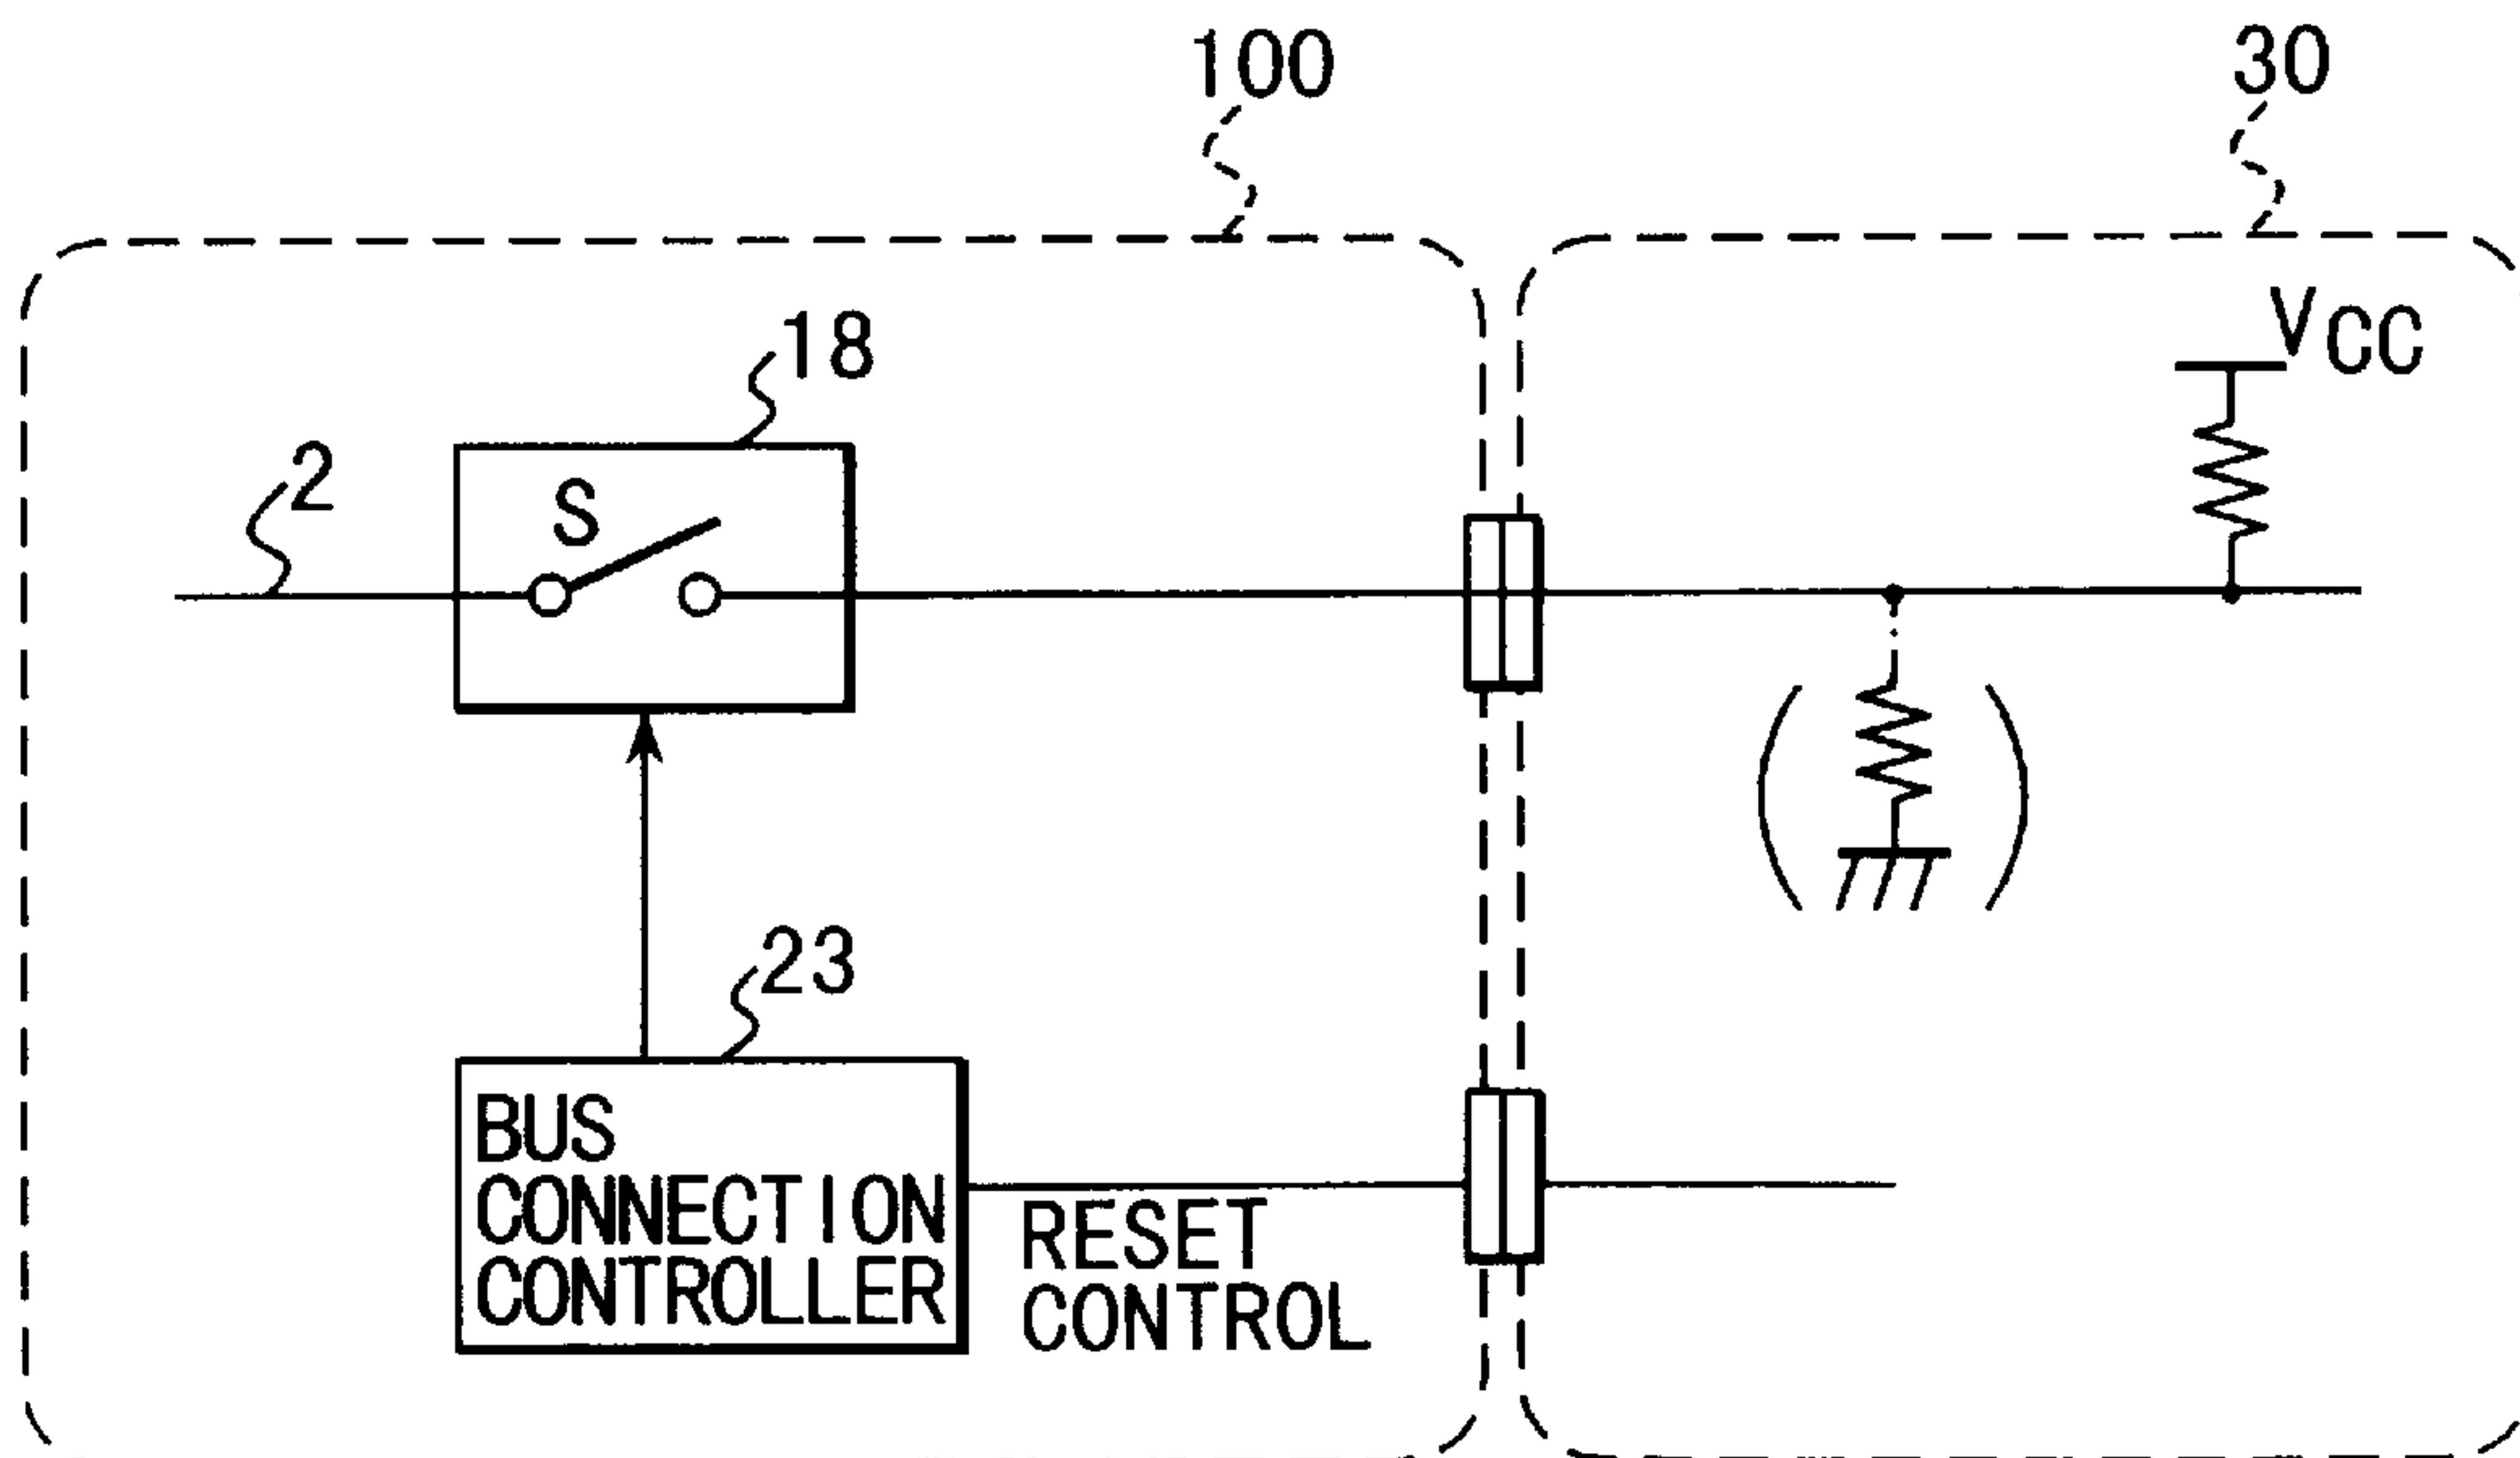 100
30
VCC
18
2
S
23
BUS
CONNECTION
CONTROLLER
RESET
CONTROL